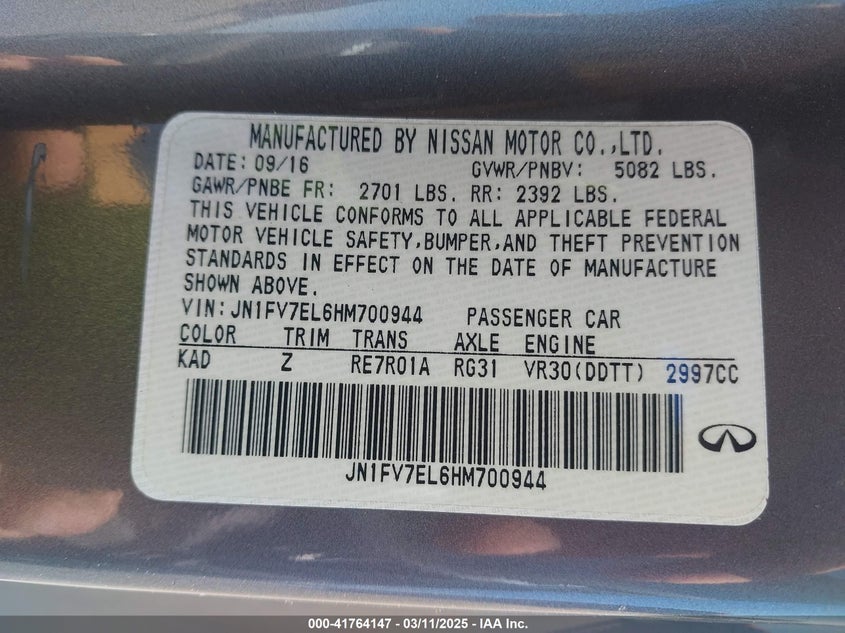 MANUFACTURED BY NISSAN MOTOR CO.,LTD.
DATE: 09/16 GVWR/PNBV: 5082 LBS.
GAWR/PNBE FR: 2701 LBS. RR: 2392 LBS.
THIS VEHICLE CONFORMS TO ALL APPLICABLE FEDERAL
MOTOR VEHICLE SAFETY,BUMPER,AND THEFT PREVENTION
STANDARDS IN EFFECT ON THE DATE OF MANUFACTURE
SHOWN ABOVE.
VIN:JN1FV7EL6HM700944 PASSENGER CAR
COLOR TRIM TRANS AXLE ENGINE
KAD Z RE7R01A RG31 VR30(DDTT) 2997CC
JN1FV7EL6HM700944
000-41764147 - 03/11/2025 - © IAA, Inc.